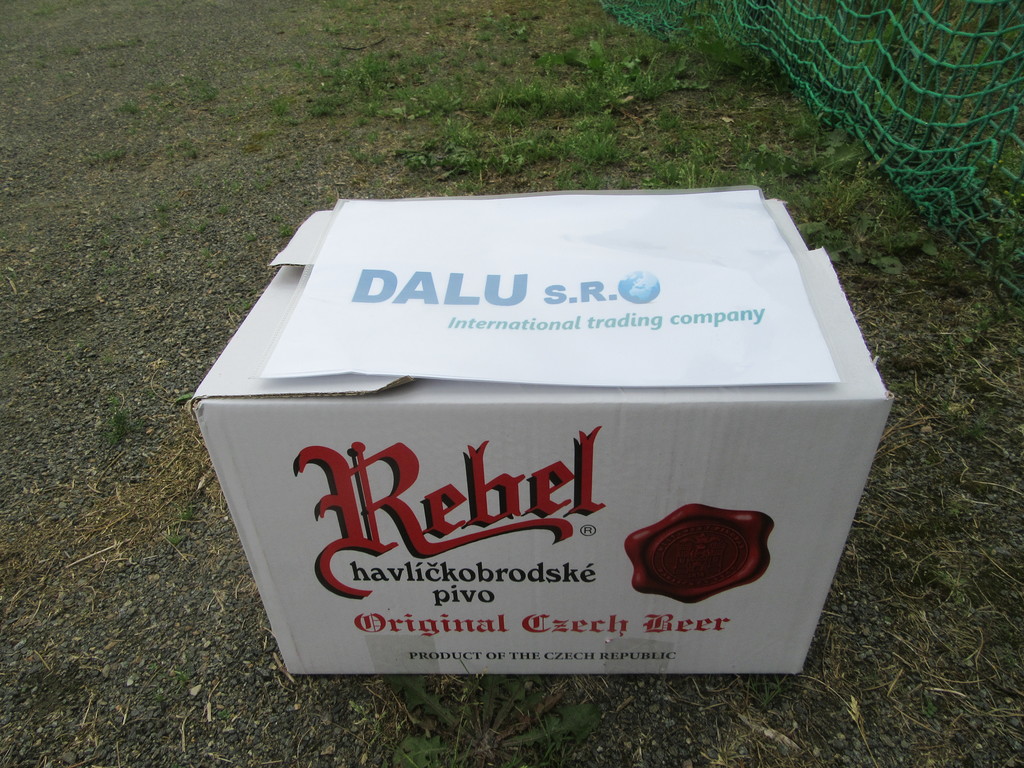 DALU S.R.O
International trading company
Rebel ®
havlíčkobrodské
pivo
Original Czech Beer
PRODUCT OF THE CZECH REPUBLIC